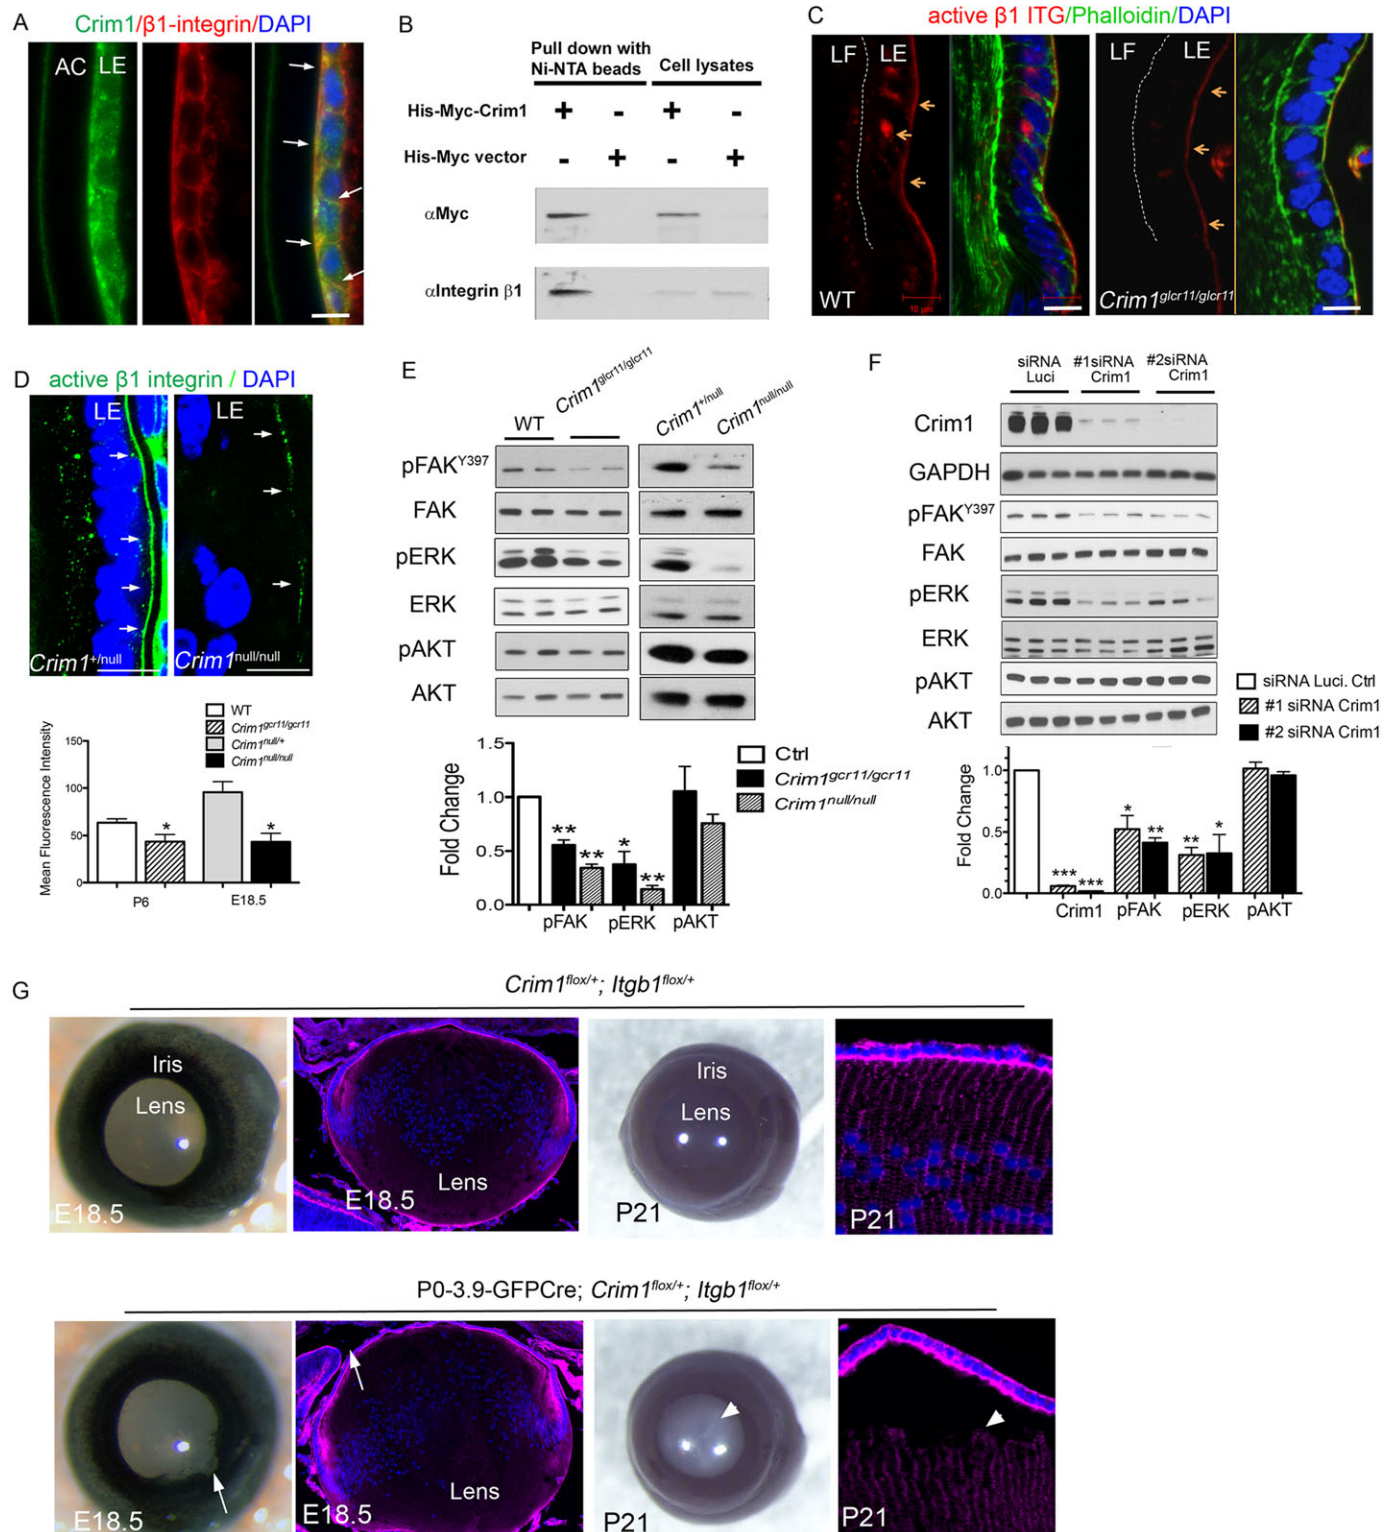 A
Crim1/β1-integrin/DAPI
AC LE
B
Pull down with
Ni-NTA beads
Cell lysates
His-Myc-Crim1 + - + -
His-Myc vector - + - +
αMyc
αIntegrin β1
C
active β1 ITG/Phalloidin/DAPI
LF LE
LF LE
10 µm
WT
Crim1glcr11/glcr11
D
active β1 integrin / DAPI
LE
LE
Crim1+/null
Crim1null/null
WT
Crim1gcr11/gcr11
Crim1null/+
Crim1null/null
Mean Fluorescence Intensity
150
100
50
0
*
*
P6
E18.5
E
WT
Crim1glcr11/glcr11
Crim1+/null
Crim1null/null
pFAKY397
FAK
pERK
ERK
pAKT
AKT
Ctrl
Crim1gcr11/gcr11
Crim1null/null
Fold Change
1.5
1.0
0.5
0.0
**
**
*
**
pFAK pERK pAKT
F
siRNA
Luci
#1siRNA
Crim1
#2siRNA
Crim1
Crim1
GAPDH
pFAKY397
FAK
pERK
ERK
pAKT
AKT
siRNA Luci. Ctrl
#1 siRNA Crim1
#2 siRNA Crim1
Fold Change
1.0
0.5
0.0
***
***
*
**
**
*
Crim1 pFAK pERK pAKT
G
Crim1flox/+; Itgb1flox/+
Iris
Lens
E18.5
Lens
E18.5
Iris
Lens
P21
P21
P0-3.9-GFPCre; Crim1flox/+; Itgb1flox/+
E18.5
Lens
E18.5
P21
P21